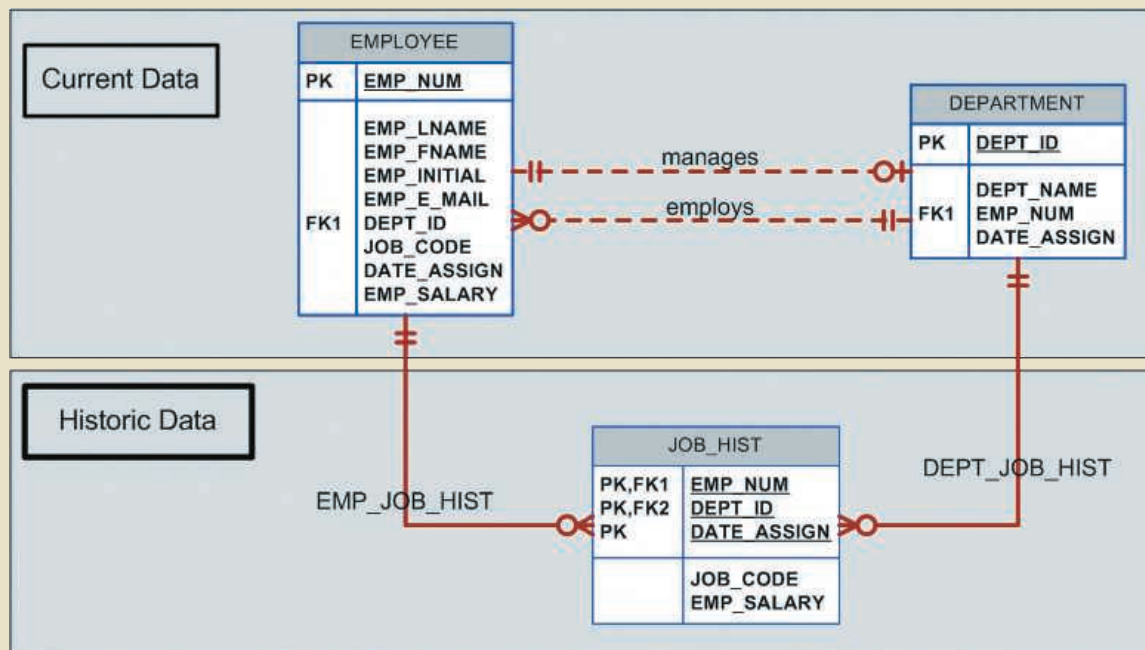 Current Data
EMPLOYEE
PK EMP_NUM
EMP_LNAME
EMP_FNAME
EMP_INITIAL
EMP_E_MAIL
FK1 DEPT_ID
JOB_CODE
DATE_ASSIGN
EMP_SALARY
manages
employs
DEPARTMENT
PK DEPT_ID
DEPT_NAME
FK1 EMP_NUM
DATE_ASSIGN
Historic Data
EMP_JOB_HIST
JOB_HIST
PK,FK1 EMP_NUM
PK,FK2 DEPT_ID
PK DATE_ASSIGN
JOB_CODE
EMP_SALARY
DEPT_JOB_HIST